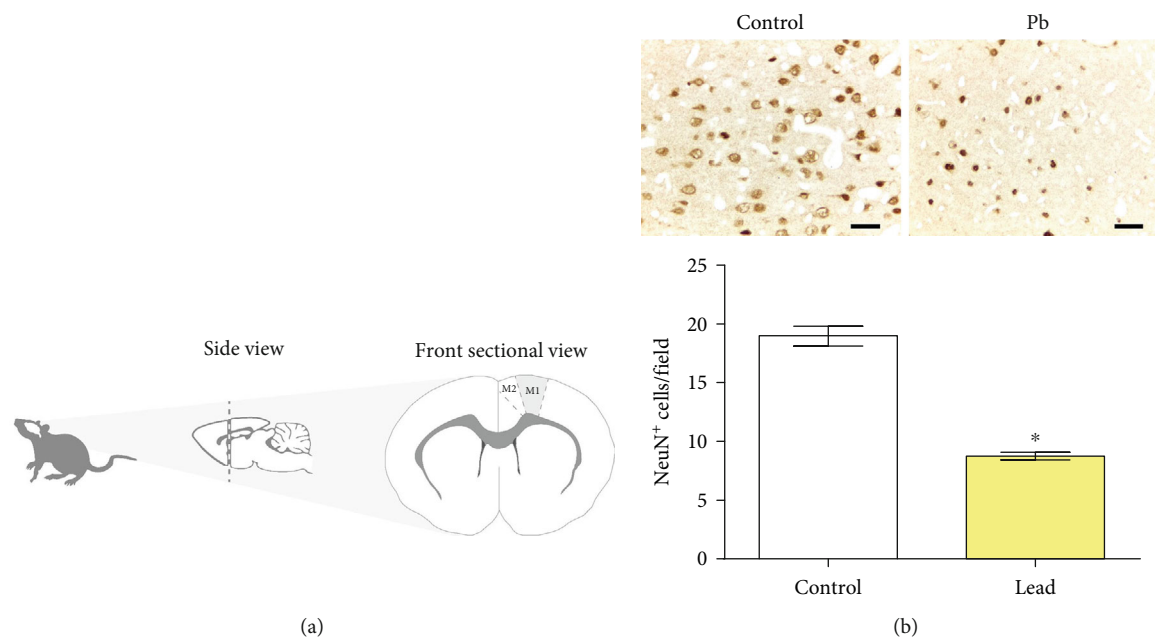 Side view
Front sectional view
M2
M1
(a)
Control
Pb
NeuN⁺ cells/field
25
20
15
10
5
0
*
Control
Lead
(b)